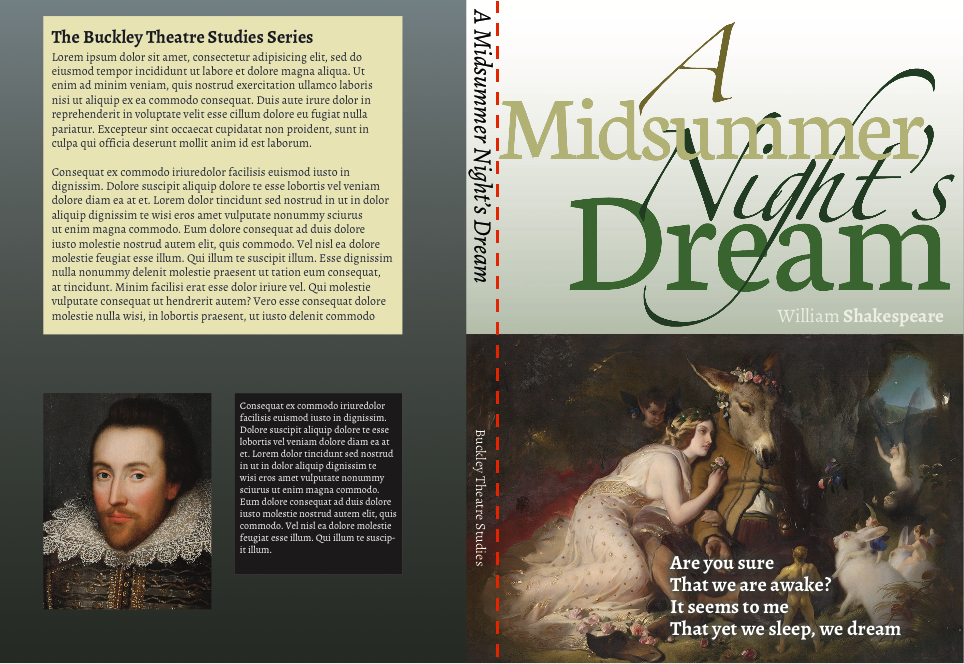 The Buckley Theatre Studies Series
Lorem ipsum dolor sit amet, consectetur adipisicing elit, sed do
eiusmod tempor incididunt ut labore et dolore magna aliqua. Ut
enim ad minim veniam, quis nostrud exercitation ullamco laboris
nisi ut aliquip ex ea commodo consequat. Duis aute irure dolor in
reprehenderit in voluptate velit esse cillum dolore eu fugiat nulla
pariatur. Excepteur sint occaecat cupidatat non proident, sunt in
culpa qui officia deserunt mollit anim id est laborum.
Consequat ex commodo iriuredolor facilisis euismod iusto in
dignissim. Dolore suscipit aliquip dolore te esse lobortis vel veniam
dolore diam ea at et. Lorem dolor tincidunt sed nostrud in ut in dolor
aliquip dignissim te wisi eros amet vulputate nonummy sciurus
ut enim magna commodo. Eum dolore consequat ad duis dolore
iusto molestie nostrud autem elit, quis commodo. Vel nisl ea dolore
molestie feugiat esse illum. Qui illum te suscipit illum. Esse dignissim
nulla nonummy delenit molestie praesent ut tation eum consequat,
at tincidunt. Minim facilisi erat esse dolor iriure vel. Qui molestie
vulputate consequat ut hendrerit autem? Vero esse consequat dolore
molestie nulla wisi, in lobortis praesent, ut iusto delenit commodo
Consequat ex commodo iriuredolor
facilisis euismod iusto in dignissim.
Dolore suscipit aliquip dolore te esse
lobortis vel veniam dolore diam ea at
et. Lorem dolor tincidunt sed nostrud
in ut in dolor aliquip dignissim te
wisi eros amet vulputate nonummy
sciurus ut enim magna commodo.
Eum dolore consequat ad duis dolore
iusto molestie nostrud autem elit, quis
commodo. Vel nisl ea dolore molestie
feugiat esse illum. Qui illum te suscip-
it illum.
A Midsummer Night's Dream
Buckley Theatre Studies
A
Midsummer
Night's
Dream
William Shakespeare
Are you sure
That we are awake?
It seems to me
That yet we sleep, we dream